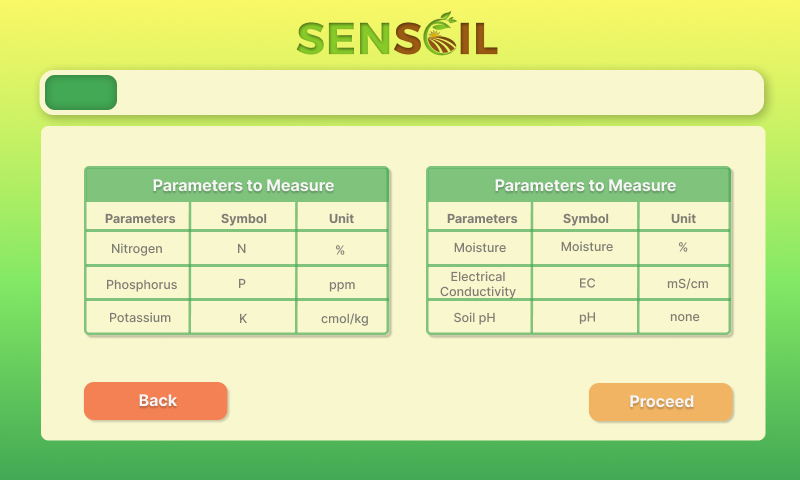 SENSOIL
Parameters to Measure
Parameters Symbol Unit
Nitrogen N %
Phosphorus P ppm
Potassium K cmol/kg
Parameters to Measure
Parameters Symbol Unit
Moisture Moisture %
Electrical
Conductivity EC mS/cm
Soil pH pH none
Back
Proceed